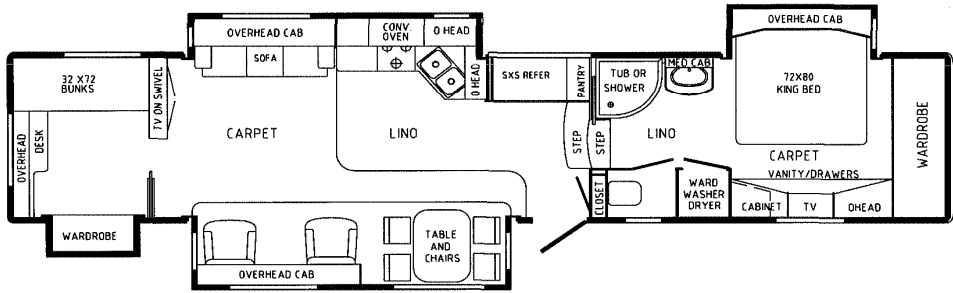 OVERHEAD CAB
CONV.
OVEN
O HEAD
OVERHEAD CAB
SOFA
32 X72
BUNKS
TV ON SWIVEL
O HEAD
SXS REFER
PANTRY
TUB OR
SHOWER
MED CAB
72X80
KING BED
OVERHEAD
DESK
CARPET
LINO
STEP
STEP
LINO
CARPET
WARDROBE
VANITY/DRAWERS
CLOSET
WARD
WASHER
DRYER
CABINET
TV
OHEAD
WARDROBE
TABLE
AND
CHAIRS
OVERHEAD CAB